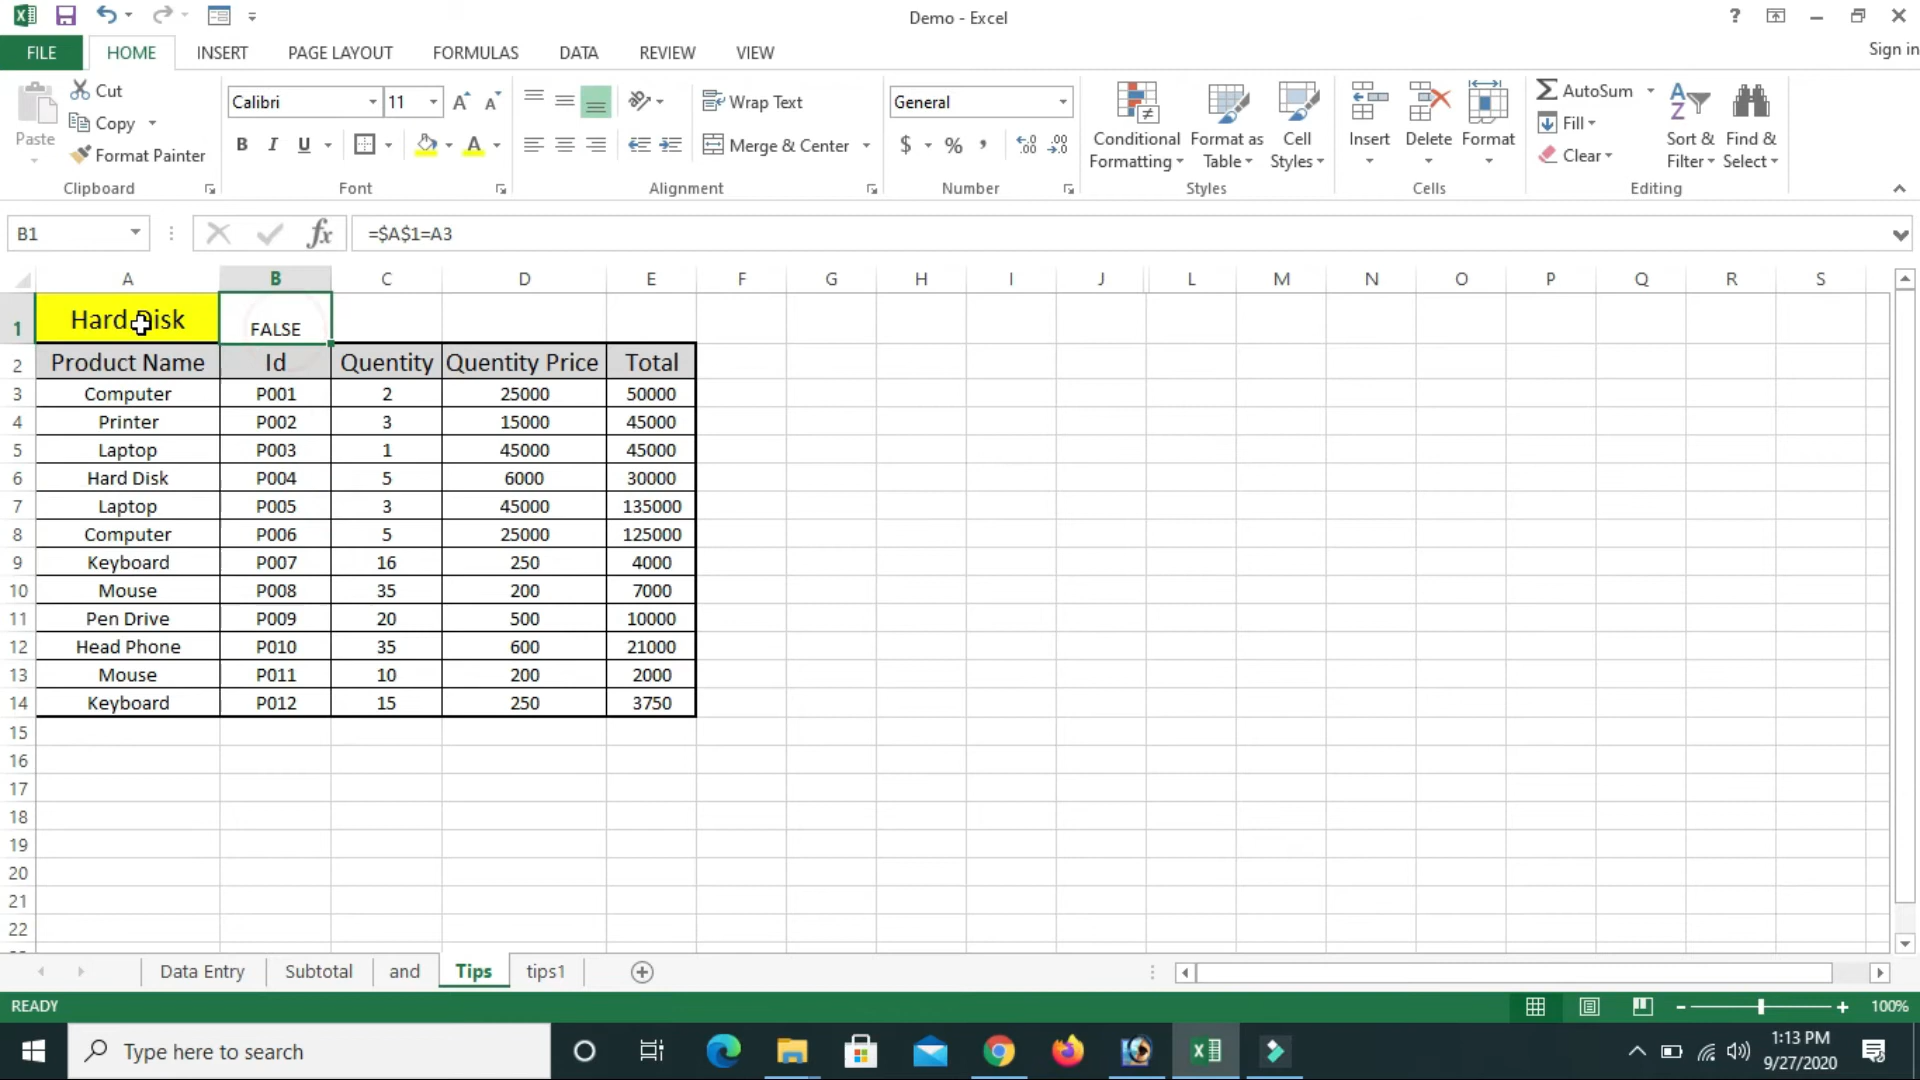 Demo - Excel
?
Sign in
FILE HOME INSERT PAGE LAYOUT FORMULAS DATA REVIEW VIEW
Paste
Cut
Copy
Format Painter
Clipboard
Calibri 11
B I U
Font
Wrap Text
Merge & Center
Alignment
General
$ % ,
Number
Conditional Formatting
Format as Table
Cell Styles
Styles
Insert Delete Format
Cells
AutoSum
Fill
Clear
Sort & Filter
Find & Select
Editing
B1 fx =$A$1=A3
A B C D E F G H I J L M N O P Q R S
1 Hard Disk FALSE
2 Product Name Id Quentity Quentity Price Total
3 Computer P001 2 25000 50000
4 Printer P002 3 15000 45000
5 Laptop P003 1 45000 45000
6 Hard Disk P004 5 6000 30000
7 Laptop P005 3 45000 135000
8 Computer P006 5 25000 125000
9 Keyboard P007 16 250 4000
10 Mouse P008 35 200 7000
11 Pen Drive P009 20 500 10000
12 Head Phone P010 35 600 21000
13 Mouse P011 10 200 2000
14 Keyboard P012 15 250 3750
15
16
17
18
19
20
21
22
Data Entry Subtotal and Tips tips1
READY 100%
Type here to search
1:13 PM
9/27/2020